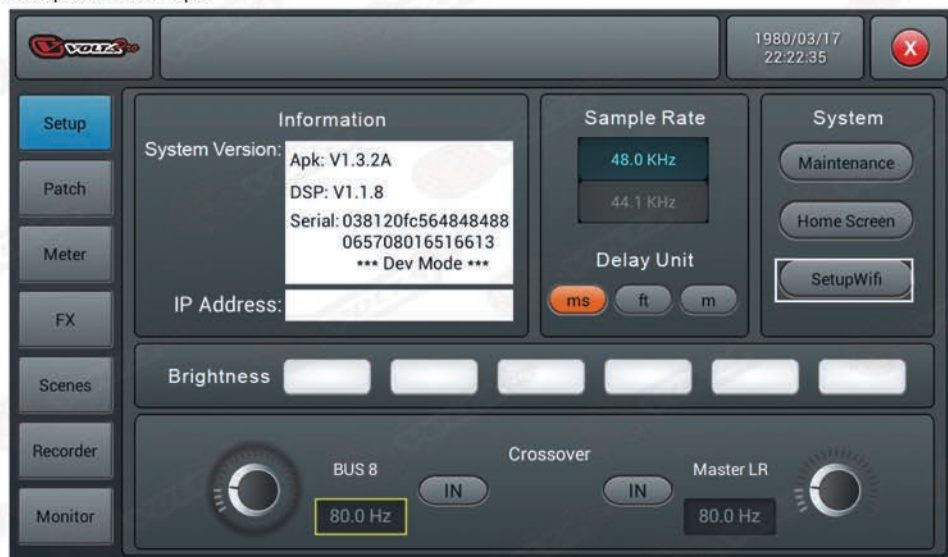 VOLTA
1980/03/17
22:22:35
X
Setup
Patch
Meter
FX
Scenes
Recorder
Monitor
Information
System Version:
Apk: V1.3.2A
DSP: V1.1.8
Serial: 038120fc564848488
065708016516613
*** Dev Mode ***
IP Address:
Sample Rate
48.0 KHz
44.1 KHz
Delay Unit
ms ft m
System
Maintenance
Home Screen
SetupWifi
Brightness
Crossover
BUS 8
IN
80.0 Hz
IN
Master LR
80.0 Hz